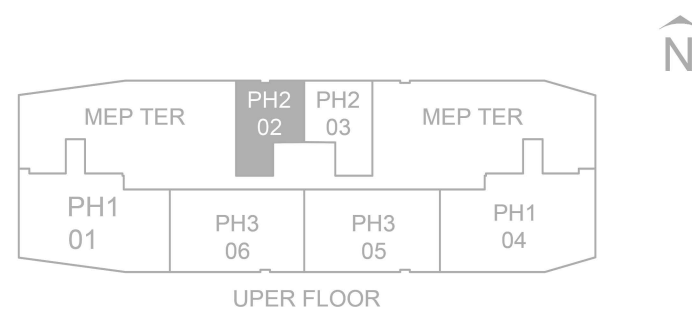 N
MEP TER
PH2
02
PH2
03
MEP TER
PH1
01
PH3
06
PH3
05
PH1
04
UPER FLOOR